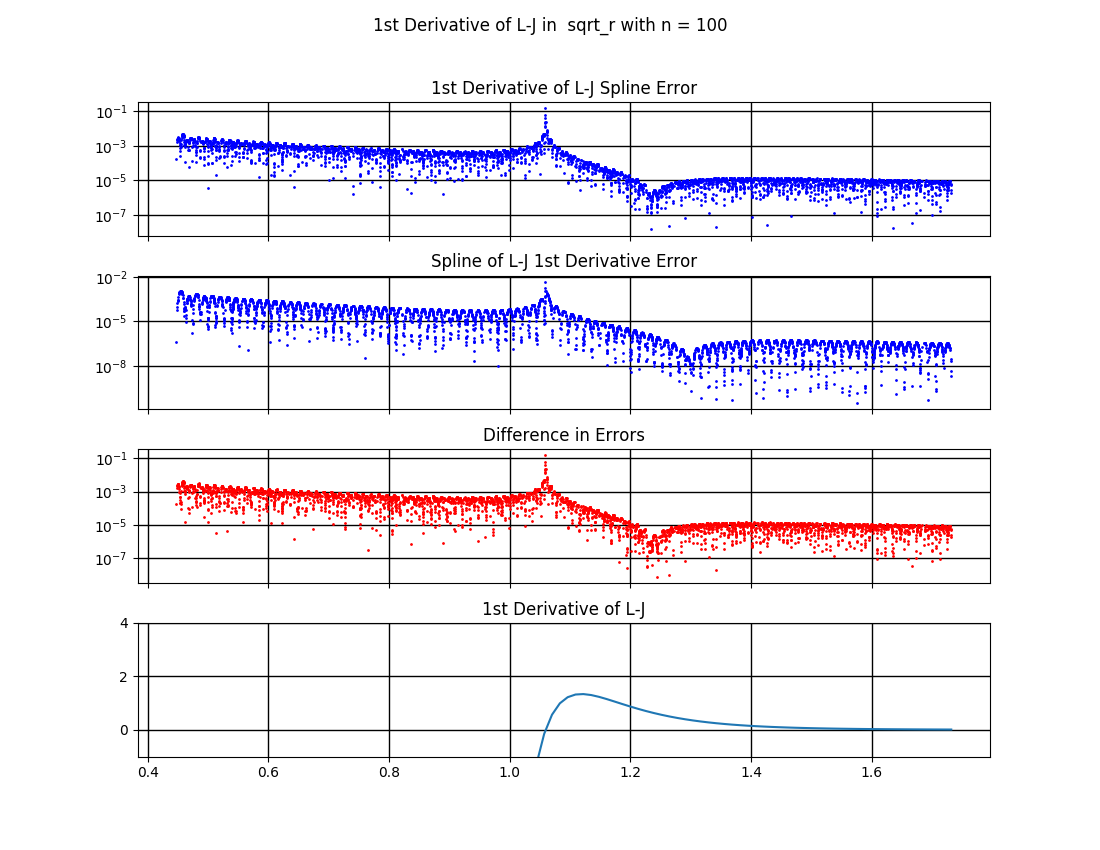 1st Derivative of L-J in  sqrt_r with n = 100
1st Derivative of L-J Spline Error
10⁻¹
10⁻³
10⁻⁵
10⁻⁷
Spline of L-J 1st Derivative Error
10⁻²
10⁻⁵
10⁻⁸
Difference in Errors
10⁻¹
10⁻³
10⁻⁵
10⁻⁷
1st Derivative of L-J
4
2
0
0.4 0.6 0.8 1.0 1.2 1.4 1.6